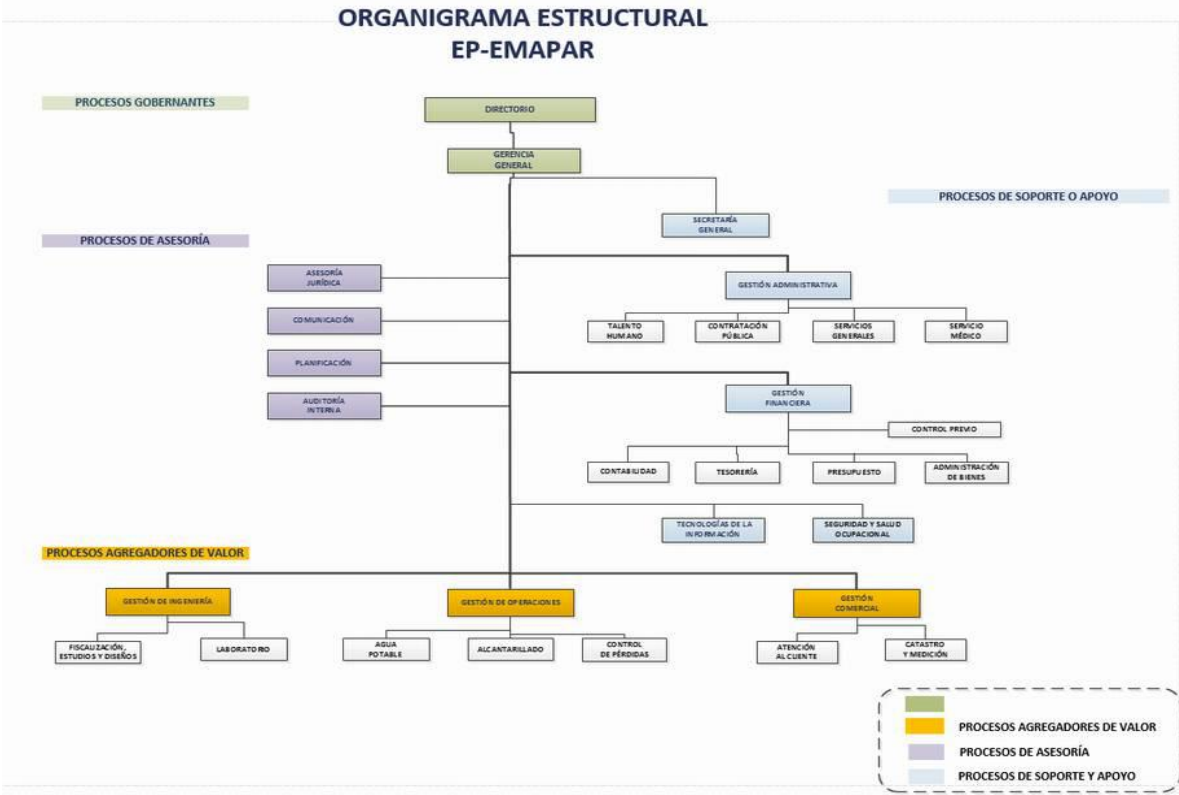 ORGANIGRAMA ESTRUCTURAL
EP-EMAPAR
PROCESOS GOBERNANTES
DIRECTORIO
GERENCIA
GENERAL
PROCESOS DE SOPORTE O APOYO
SECRETARÍA
GENERAL
PROCESOS DE ASESORÍA
ASESORÍA
JURÍDICA
GESTIÓN ADMINISTRATIVA
COMUNICACIÓN
TALENTO
HUMANO
CONTRATACIÓN
PÚBLICA
SERVICIOS
GENERALES
SERVICIO
MÉDICO
PLANIFICACIÓN
AUDITORÍA
INTERNA
GESTIÓN
FINANCIERA
CONTROL PREVIO
CONTABILIDAD
TESORERÍA
PRESUPUESTO
ADMINISTRACIÓN
DE BIENES
TECNOLOGÍAS DE LA
INFORMACIÓN
SEGURIDAD Y SALUD
OCUPACIONAL
PROCESOS AGREGADORES DE VALOR
GESTIÓN DE INGENIERÍA
GESTIÓN DE OPERACIONES
GESTIÓN
COMERCIAL
FISCALIZACIÓN,
ESTUDIOS Y DISEÑOS
LABORATORIO
AGUA
POTABLE
ALCANTARILLADO
CONTROL
DE PÉRDIDAS
ATENCIÓN
AL CLIENTE
CATASTRO
Y MEDICIÓN
PROCESOS AGREGADORES DE VALOR
PROCESOS DE ASESORÍA
PROCESOS DE SOPORTE Y APOYO